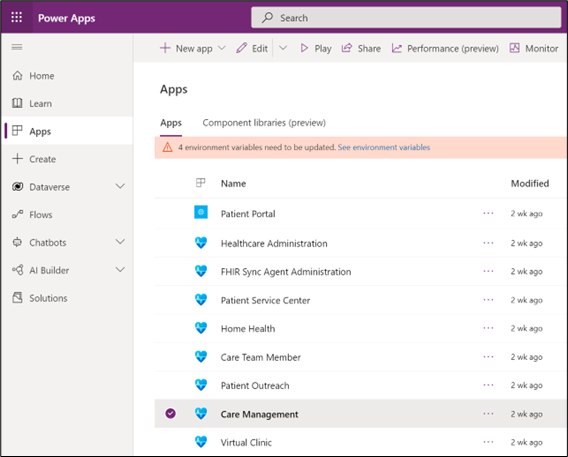 Power Apps
Search
New app
Edit
Play
Share
Performance (preview)
Monitor
Home
Learn
Apps
Create
Dataverse
Flows
Chatbots
AI Builder
Solutions
Apps
Apps
Component libraries (preview)
4 environment variables need to be updated. See environment variables
Name Modified
Patient Portal ... 2 wk ago
Healthcare Administration ... 2 wk ago
FHIR Sync Agent Administration ... 2 wk ago
Patient Service Center ... 2 wk ago
Home Health ... 2 wk ago
Care Team Member ... 2 wk ago
Patient Outreach ... 2 wk ago
Care Management ... 2 wk ago
Virtual Clinic ... 2 wk ago